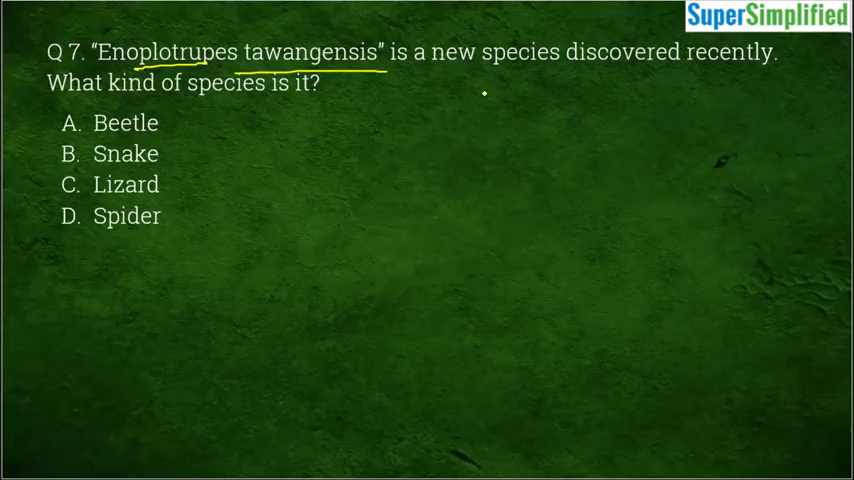 SuperSimplified
Q 7. “Enoplotrupes tawangensis” is a new species discovered recently.
What kind of species is it?
A. Beetle
B. Snake
C. Lizard
D. Spider